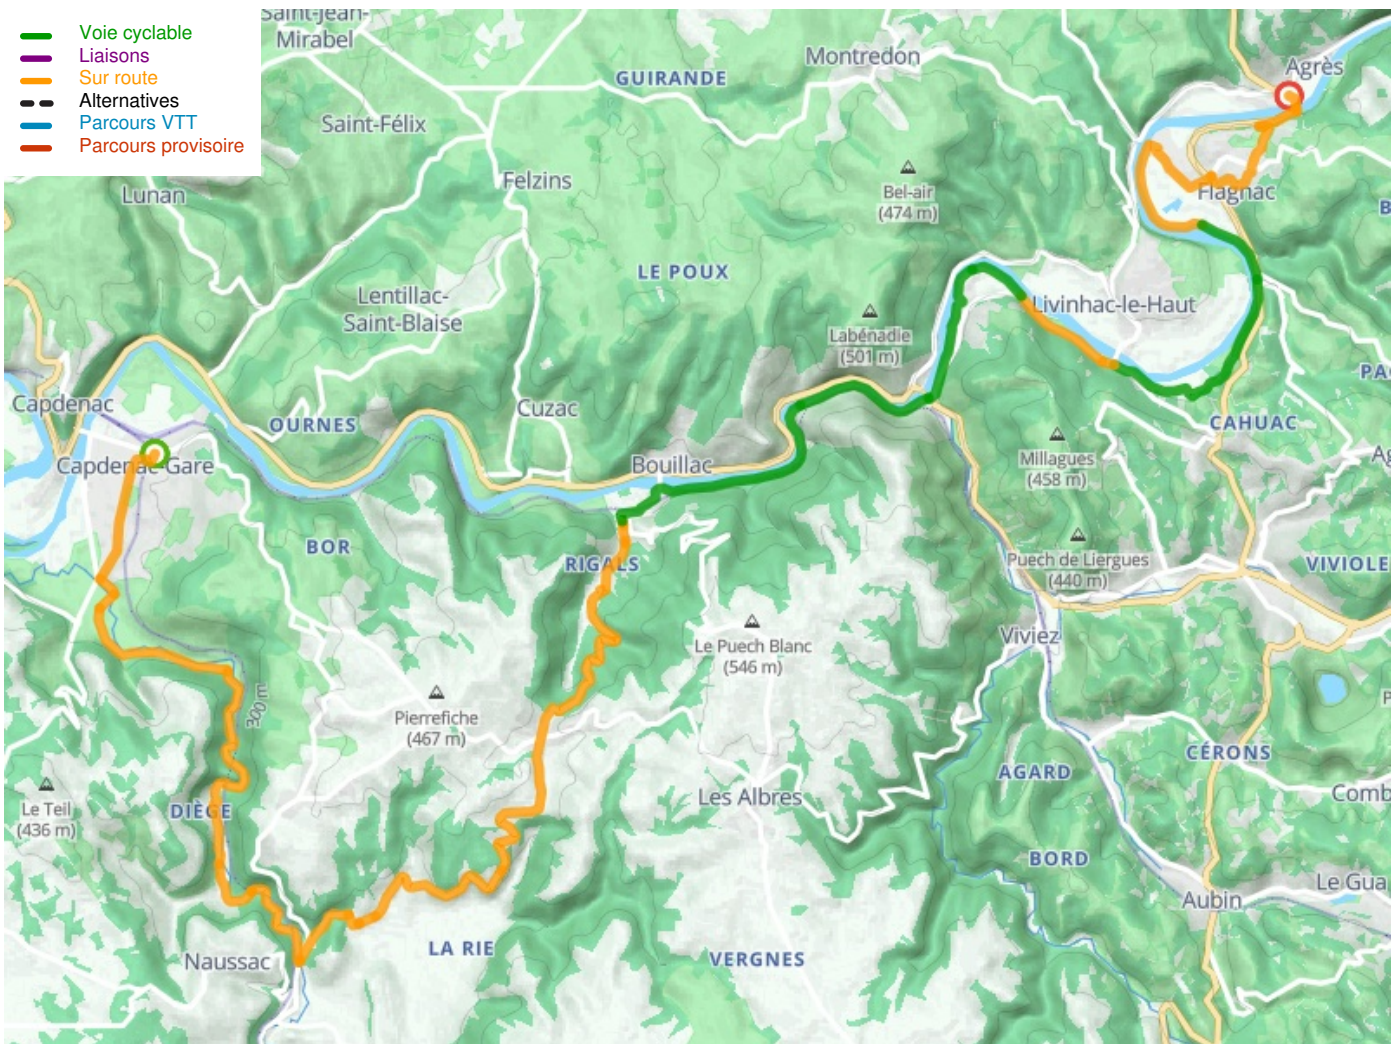 Voie cyclable
Liaisons
Sur route
Alternatives
Parcours VTT
Parcours provisoire
Saint-Jean-
Mirabel
Montredon
Agrès
GUIRANDE
Saint-Félix
Felzins
Lunan
Bel-air
(474 m)
Flagnac
LE POUX
Lentillac-
Saint-Blaise
Livinhac-le-Haut
Labénadie
(501 m)
Capdenac
OURNES
Cuzac
CAHUAC
Capdenac-Gare
Bouillac
Millagues
(458 m)
BOR
RIGALS
Puech de Liergues
(440 m)
VIVIOLE
Viviez
Le Puech Blanc
(546 m)
300 m
Pierrefiche
(467 m)
CÉRONS
AGARD
Les Albres
Comb
Le Teil
(436 m)
DIÈGE
BORD
Le Gua
Aubin
LA RIE
Naussac
VERGNES